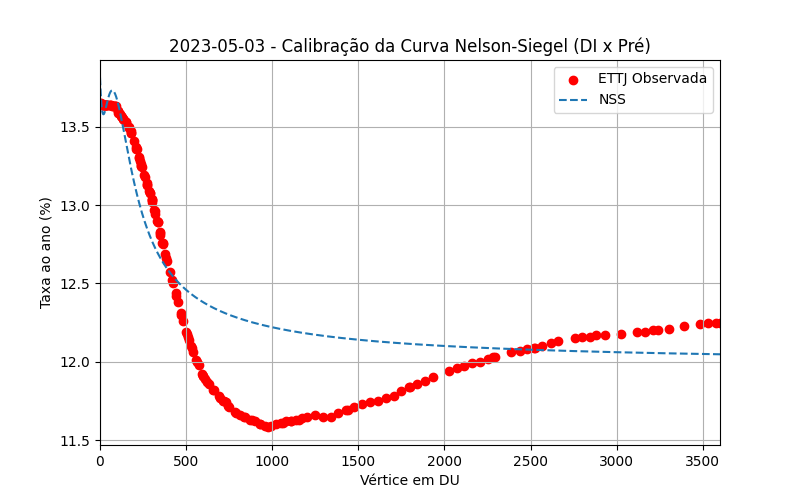 2023-05-03 - Calibração da Curva Nelson-Siegel (DI x Pré)
ETTJ Observada
NSS
Taxa ao ano (%)
13.5
13.0
12.5
12.0
11.5
0 500 1000 1500 2000 2500 3000 3500
Vértice em DU